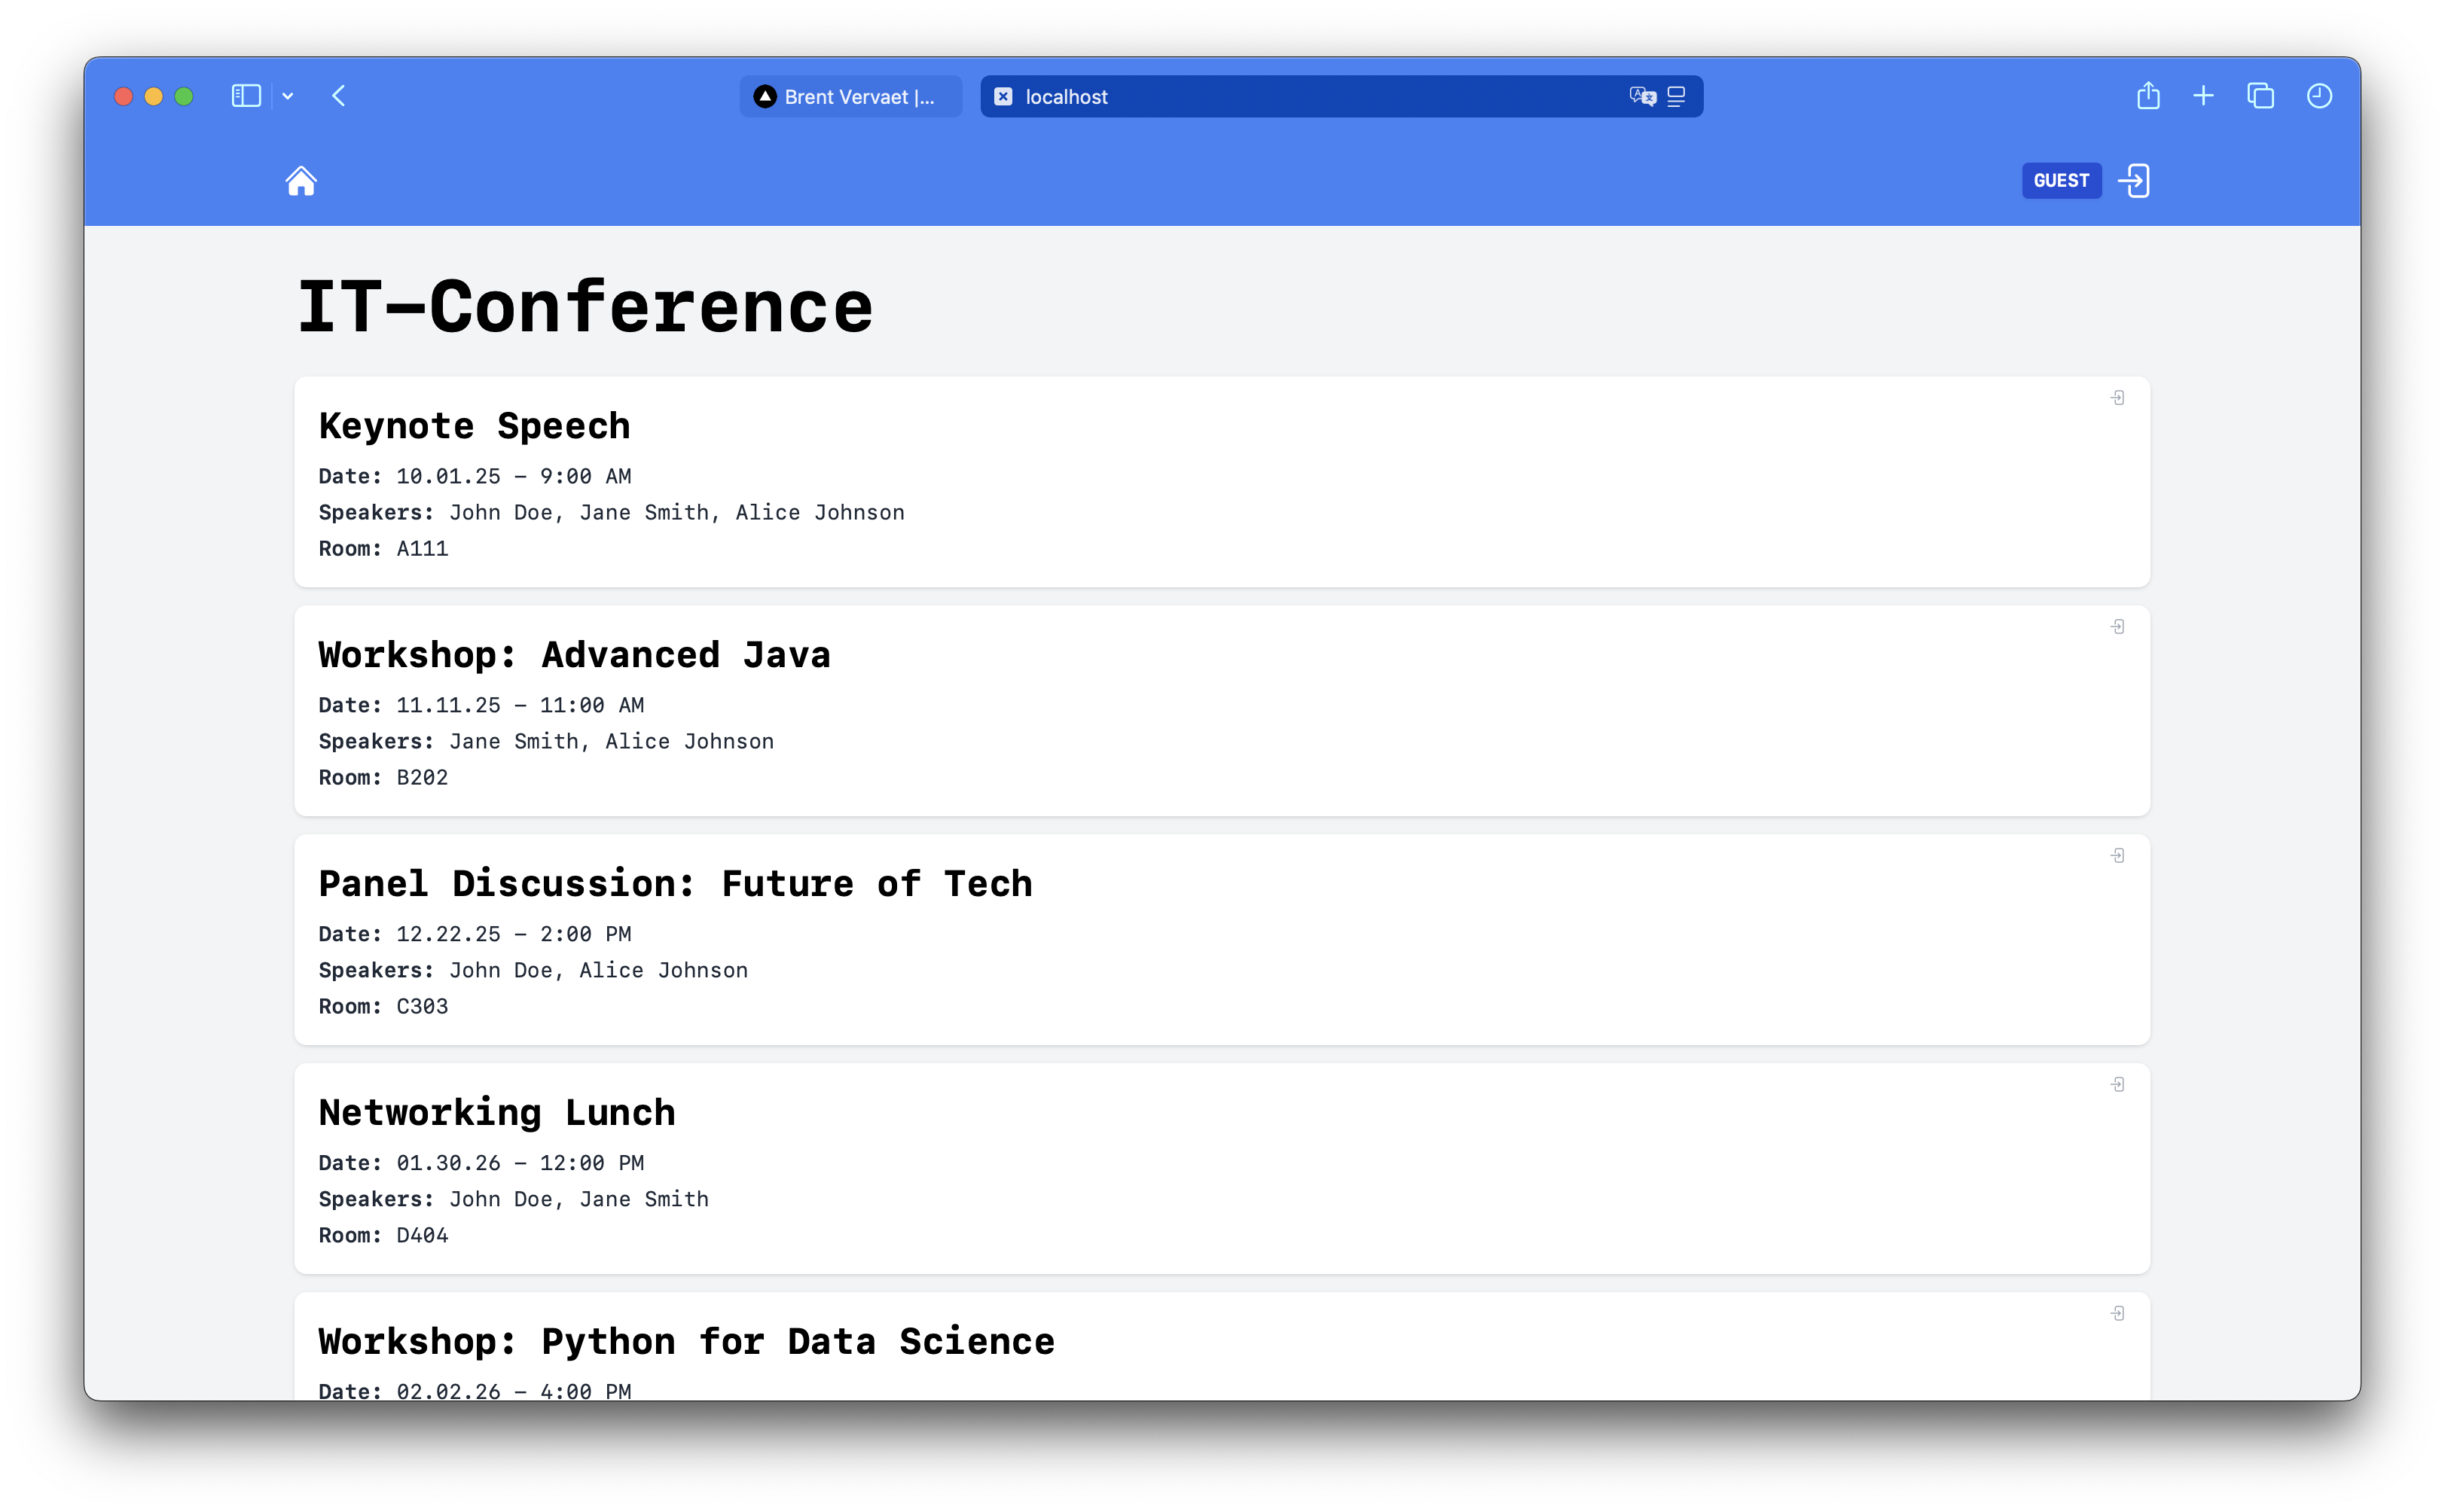 Brent Vervaet |...
localhost
GUEST
IT-Conference
Keynote Speech
Date: 10.01.25 – 9:00 AM
Speakers: John Doe, Jane Smith, Alice Johnson
Room: A111
Workshop: Advanced Java
Date: 11.11.25 – 11:00 AM
Speakers: Jane Smith, Alice Johnson
Room: B202
Panel Discussion: Future of Tech
Date: 12.22.25 – 2:00 PM
Speakers: John Doe, Alice Johnson
Room: C303
Networking Lunch
Date: 01.30.26 – 12:00 PM
Speakers: John Doe, Jane Smith
Room: D404
Workshop: Python for Data Science
Date: 02.02.26 – 4:00 PM